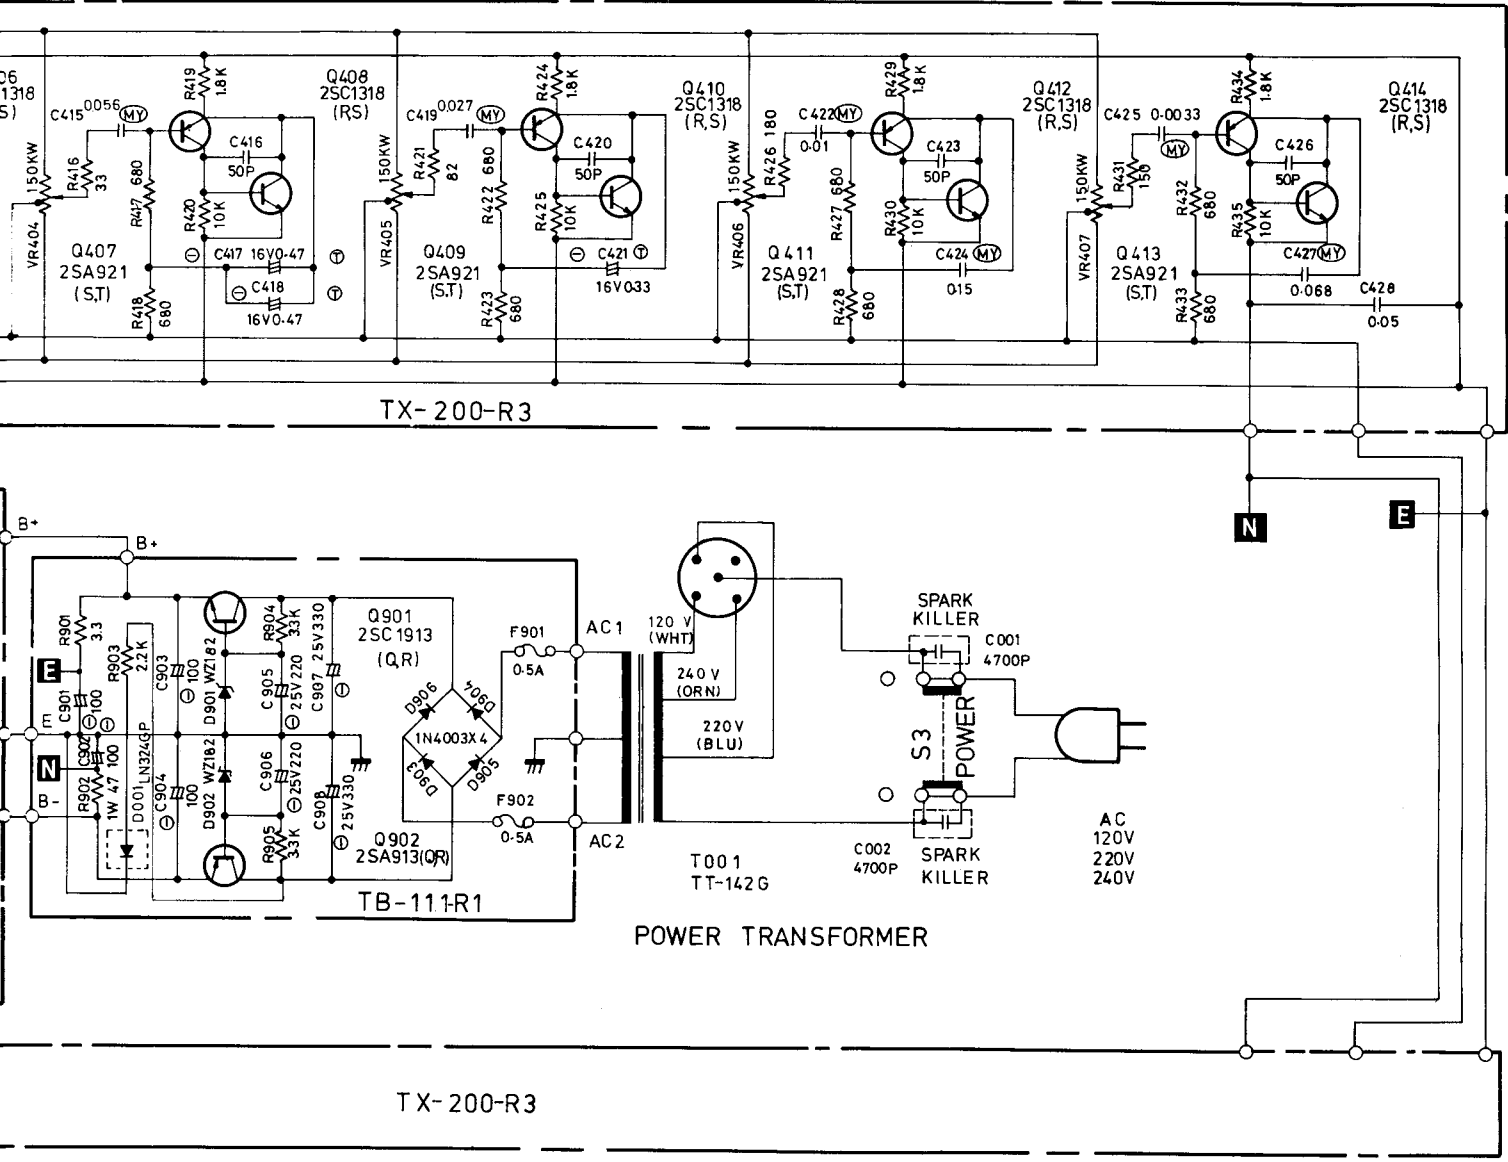 06
1318
S)
C415
0056
MY
R419
1.8K
Q408
2SC1318
(RS)
C419
0.027
MY
R424
1.8K
Q410
2SC1318
(R,S)
C422
MY
0.01
R429
1.8K
Q412
2SC1318
(R,S)
C425
0.0033
MY
R434
1.8K
Q414
2SC1318
(R,S)
150KW
R416
33
680
R417
R420
10K
C416
50P
VR404
Q407
2SA921
(S,T)
R418
680
C417
16V0.47
T
C418
16V0.47
T
150KW
R421
82
680
R422
R425
10K
C420
50P
VR405
Q409
2SA921
(S,T)
R423
680
C421
T
16V0.33
150KW
R426 180
680
R427
R430
10K
C423
50P
VR406
Q411
2SA921
(S,T)
R428
680
C424
MY
0.15
150KW
R431
150
R432
680
R435
10K
C426
50P
VR407
Q413
2SA921
(S,T)
R433
680
C427
MY
0.068
C428
0.05
TX-200-R3
N
E
B+
B+
R901
3.3
E
C901
100
E
C902
100
N
R902
1W 47
B-
R903
2.2K
D001
LN324GP
C903
100
C904
100
D901 WZ182
D902 WZ182
R904
3.3K
C905
25V220
C906
25V220
R905
3.3K
C907 25V330
C908
25V330
Q901
2SC1913
(Q,R)
D906
D904
1N4003X4
D903
D905
Q902
2SA913(Q,R)
F901
0.5A
F902
0.5A
AC1
AC2
TB-111-R1
120 V
(WHT)
240 V
(ORN)
220V
(BLU)
T001
TT-142G
POWER TRANSFORMER
SPARK
KILLER
C001
4700P
S3
POWER
C002
4700P
SPARK
KILLER
AC
120V
220V
240V
TX-200-R3